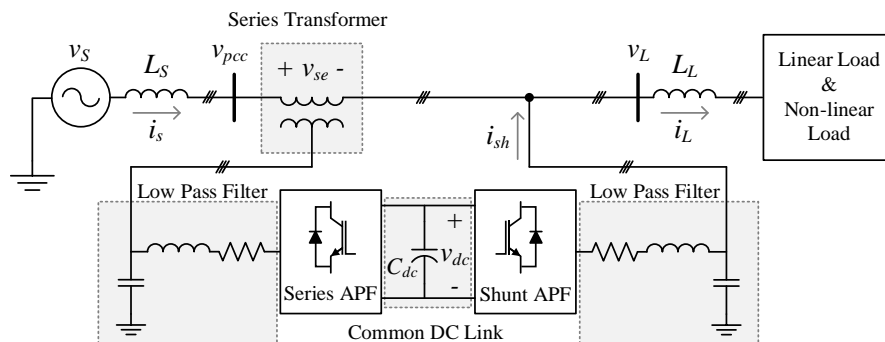 Series Transformer
v_S
L_S
v_pcc
+ v_se -
v_L
L_L
Linear Load
&
Non-linear
Load
i_s
i_sh
i_L
Low Pass Filter
Low Pass Filter
+
C_dc
v_dc
-
Series APF
Shunt APF
Common DC Link